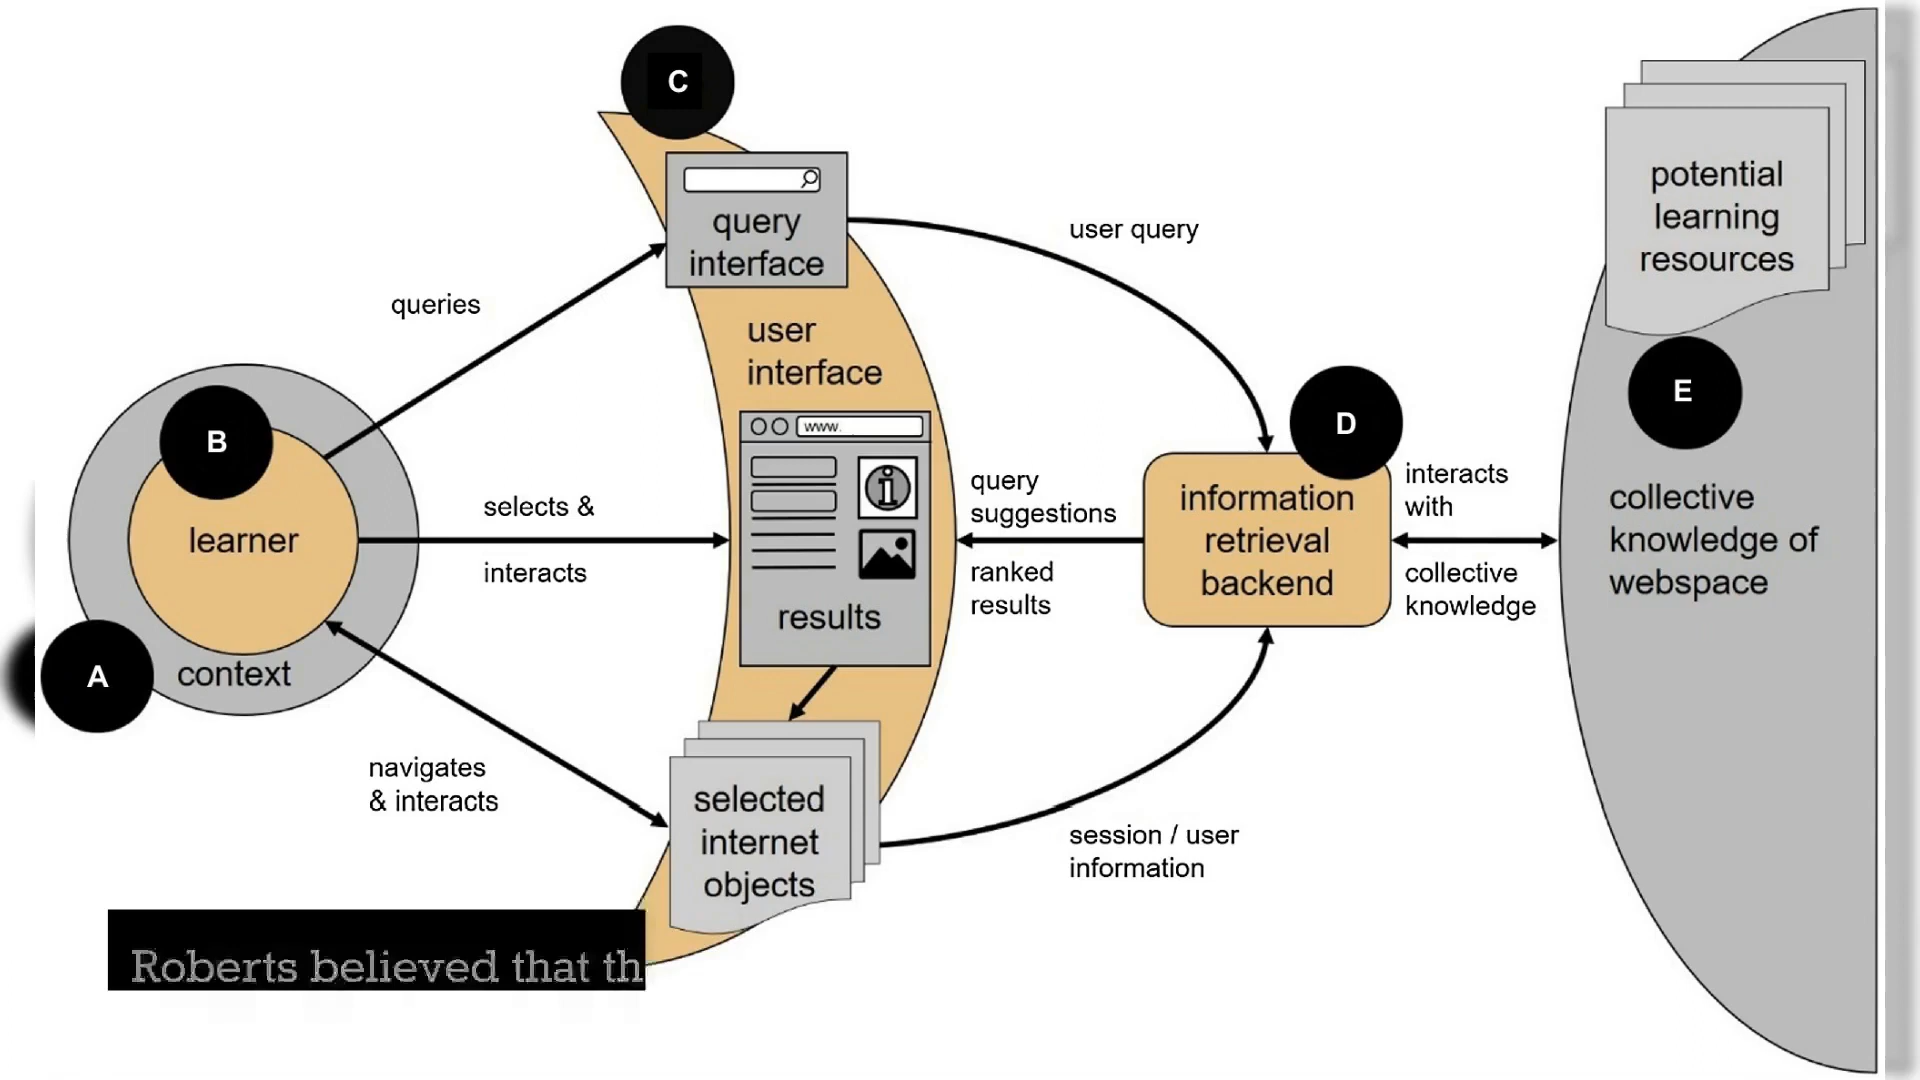 C
query
interface
user query
potential
learning
resources
queries
user
interface
E
B
www.
D
learner
selects &
interacts
query
suggestions
ranked
results
information
retrieval
backend
interacts
with
collective
knowledge
collective
knowledge of
webspace
results
A
context
navigates
& interacts
selected
internet
objects
session / user
information
Roberts believed that th